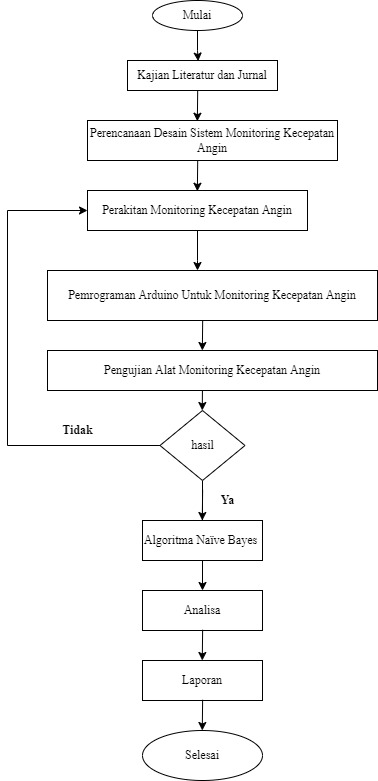 Mulai
Kajian Literatur dan Jurnal
Perencanaan Desain Sistem Monitoring Kecepatan
Angin
Perakitan Monitoring Kecepatan Angin
Pemrograman Arduino Untuk Monitoring Kecepatan Angin
Pengujian Alat Monitoring Kecepatan Angin
Tidak
hasil
Ya
Algoritma Naïve Bayes
Analisa
Laporan
Selesai